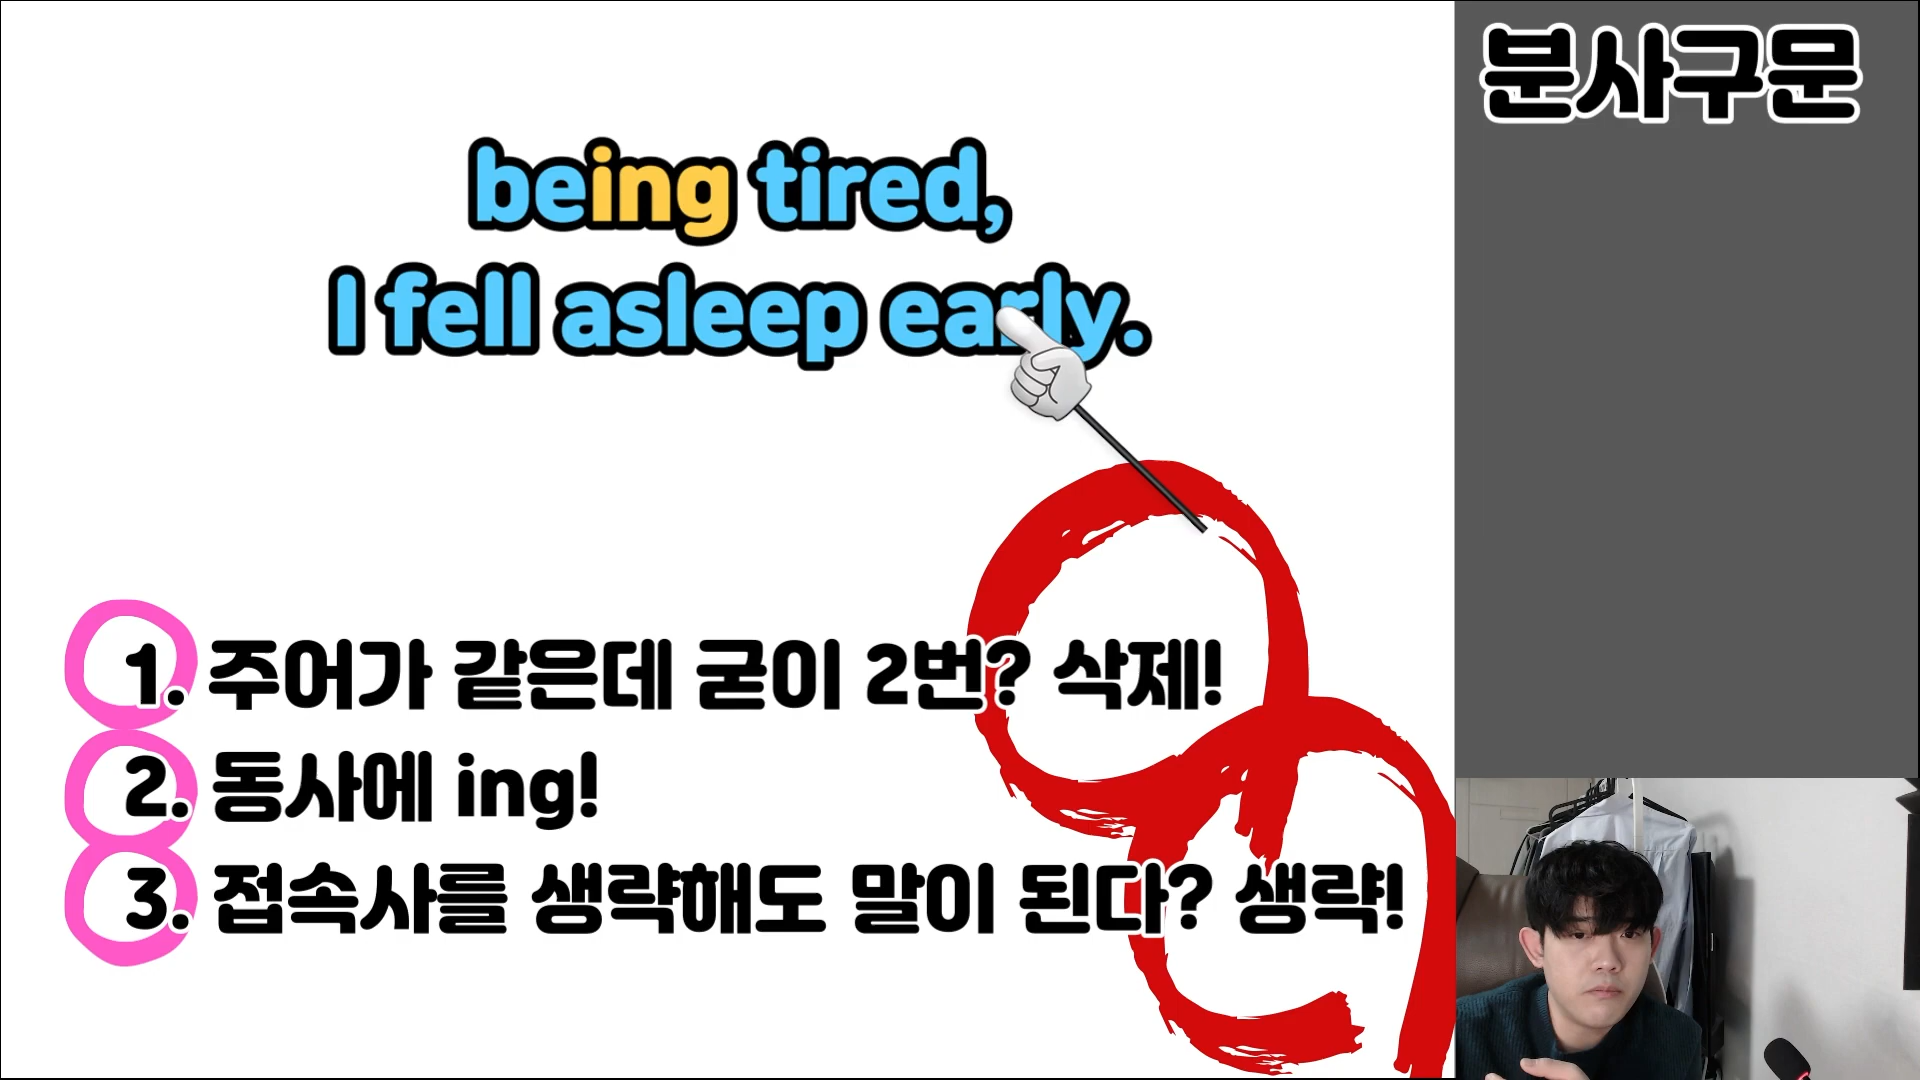 분사구문
being tired,
I fell asleep early.
1. 주어가 같은데 굳이 2번? 삭제!
2. 동사에 ing!
3. 접속사를 생략해도 말이 된다? 생략!